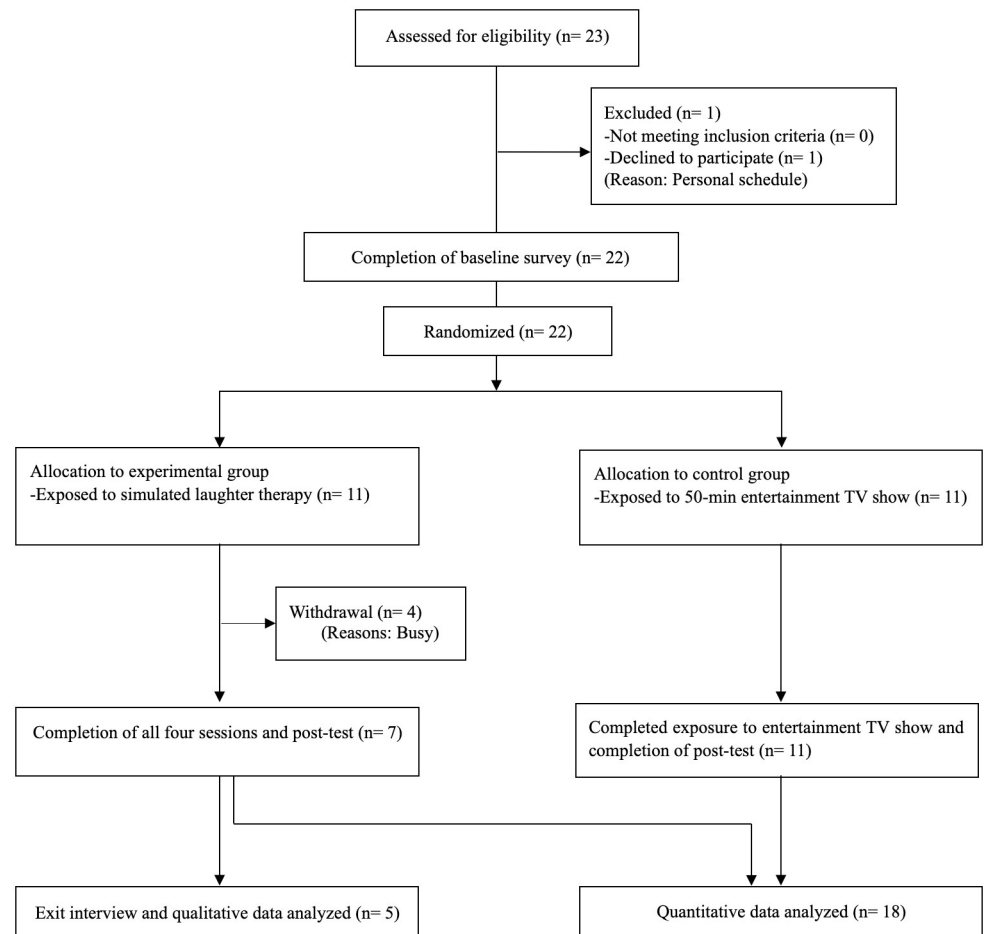 Assessed for eligibility (n= 23)
Excluded (n= 1)
-Not meeting inclusion criteria (n= 0)
-Declined to participate (n= 1)
(Reason: Personal schedule)
Completion of baseline survey (n= 22)
Randomized (n= 22)
Allocation to experimental group
-Exposed to simulated laughter therapy (n= 11)
Allocation to control group
-Exposed to 50-min entertainment TV show (n= 11)
Withdrawal (n= 4)
(Reasons: Busy)
Completion of all four sessions and post-test (n= 7)
Completed exposure to entertainment TV show and
completion of post-test (n= 11)
Exit interview and qualitative data analyzed (n= 5)
Quantitative data analyzed (n= 18)